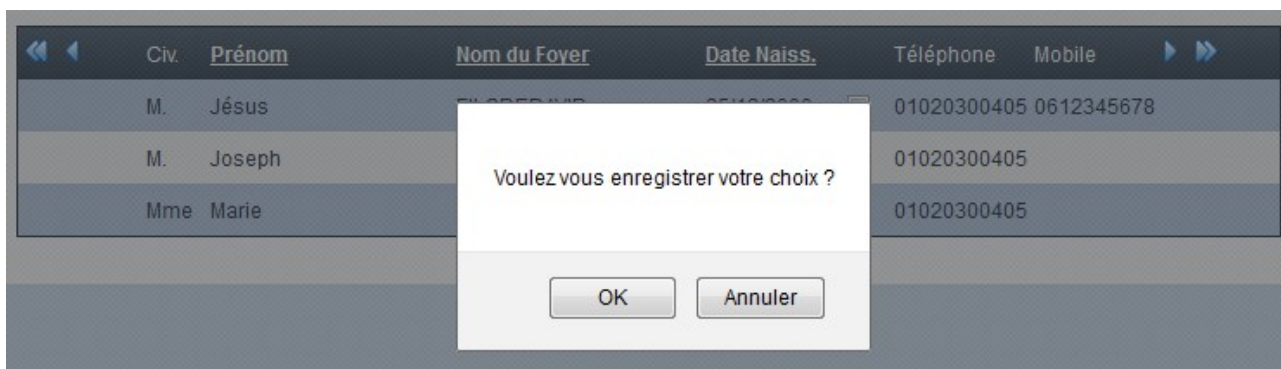 Civ. Prénom Nom du Foyer Date Naiss. Téléphone Mobile
M. Jésus 01020300405 0612345678
M. Joseph 01020300405
Mme Marie 01020300405
Voulez vous enregistrer votre choix ?
OK Annuler